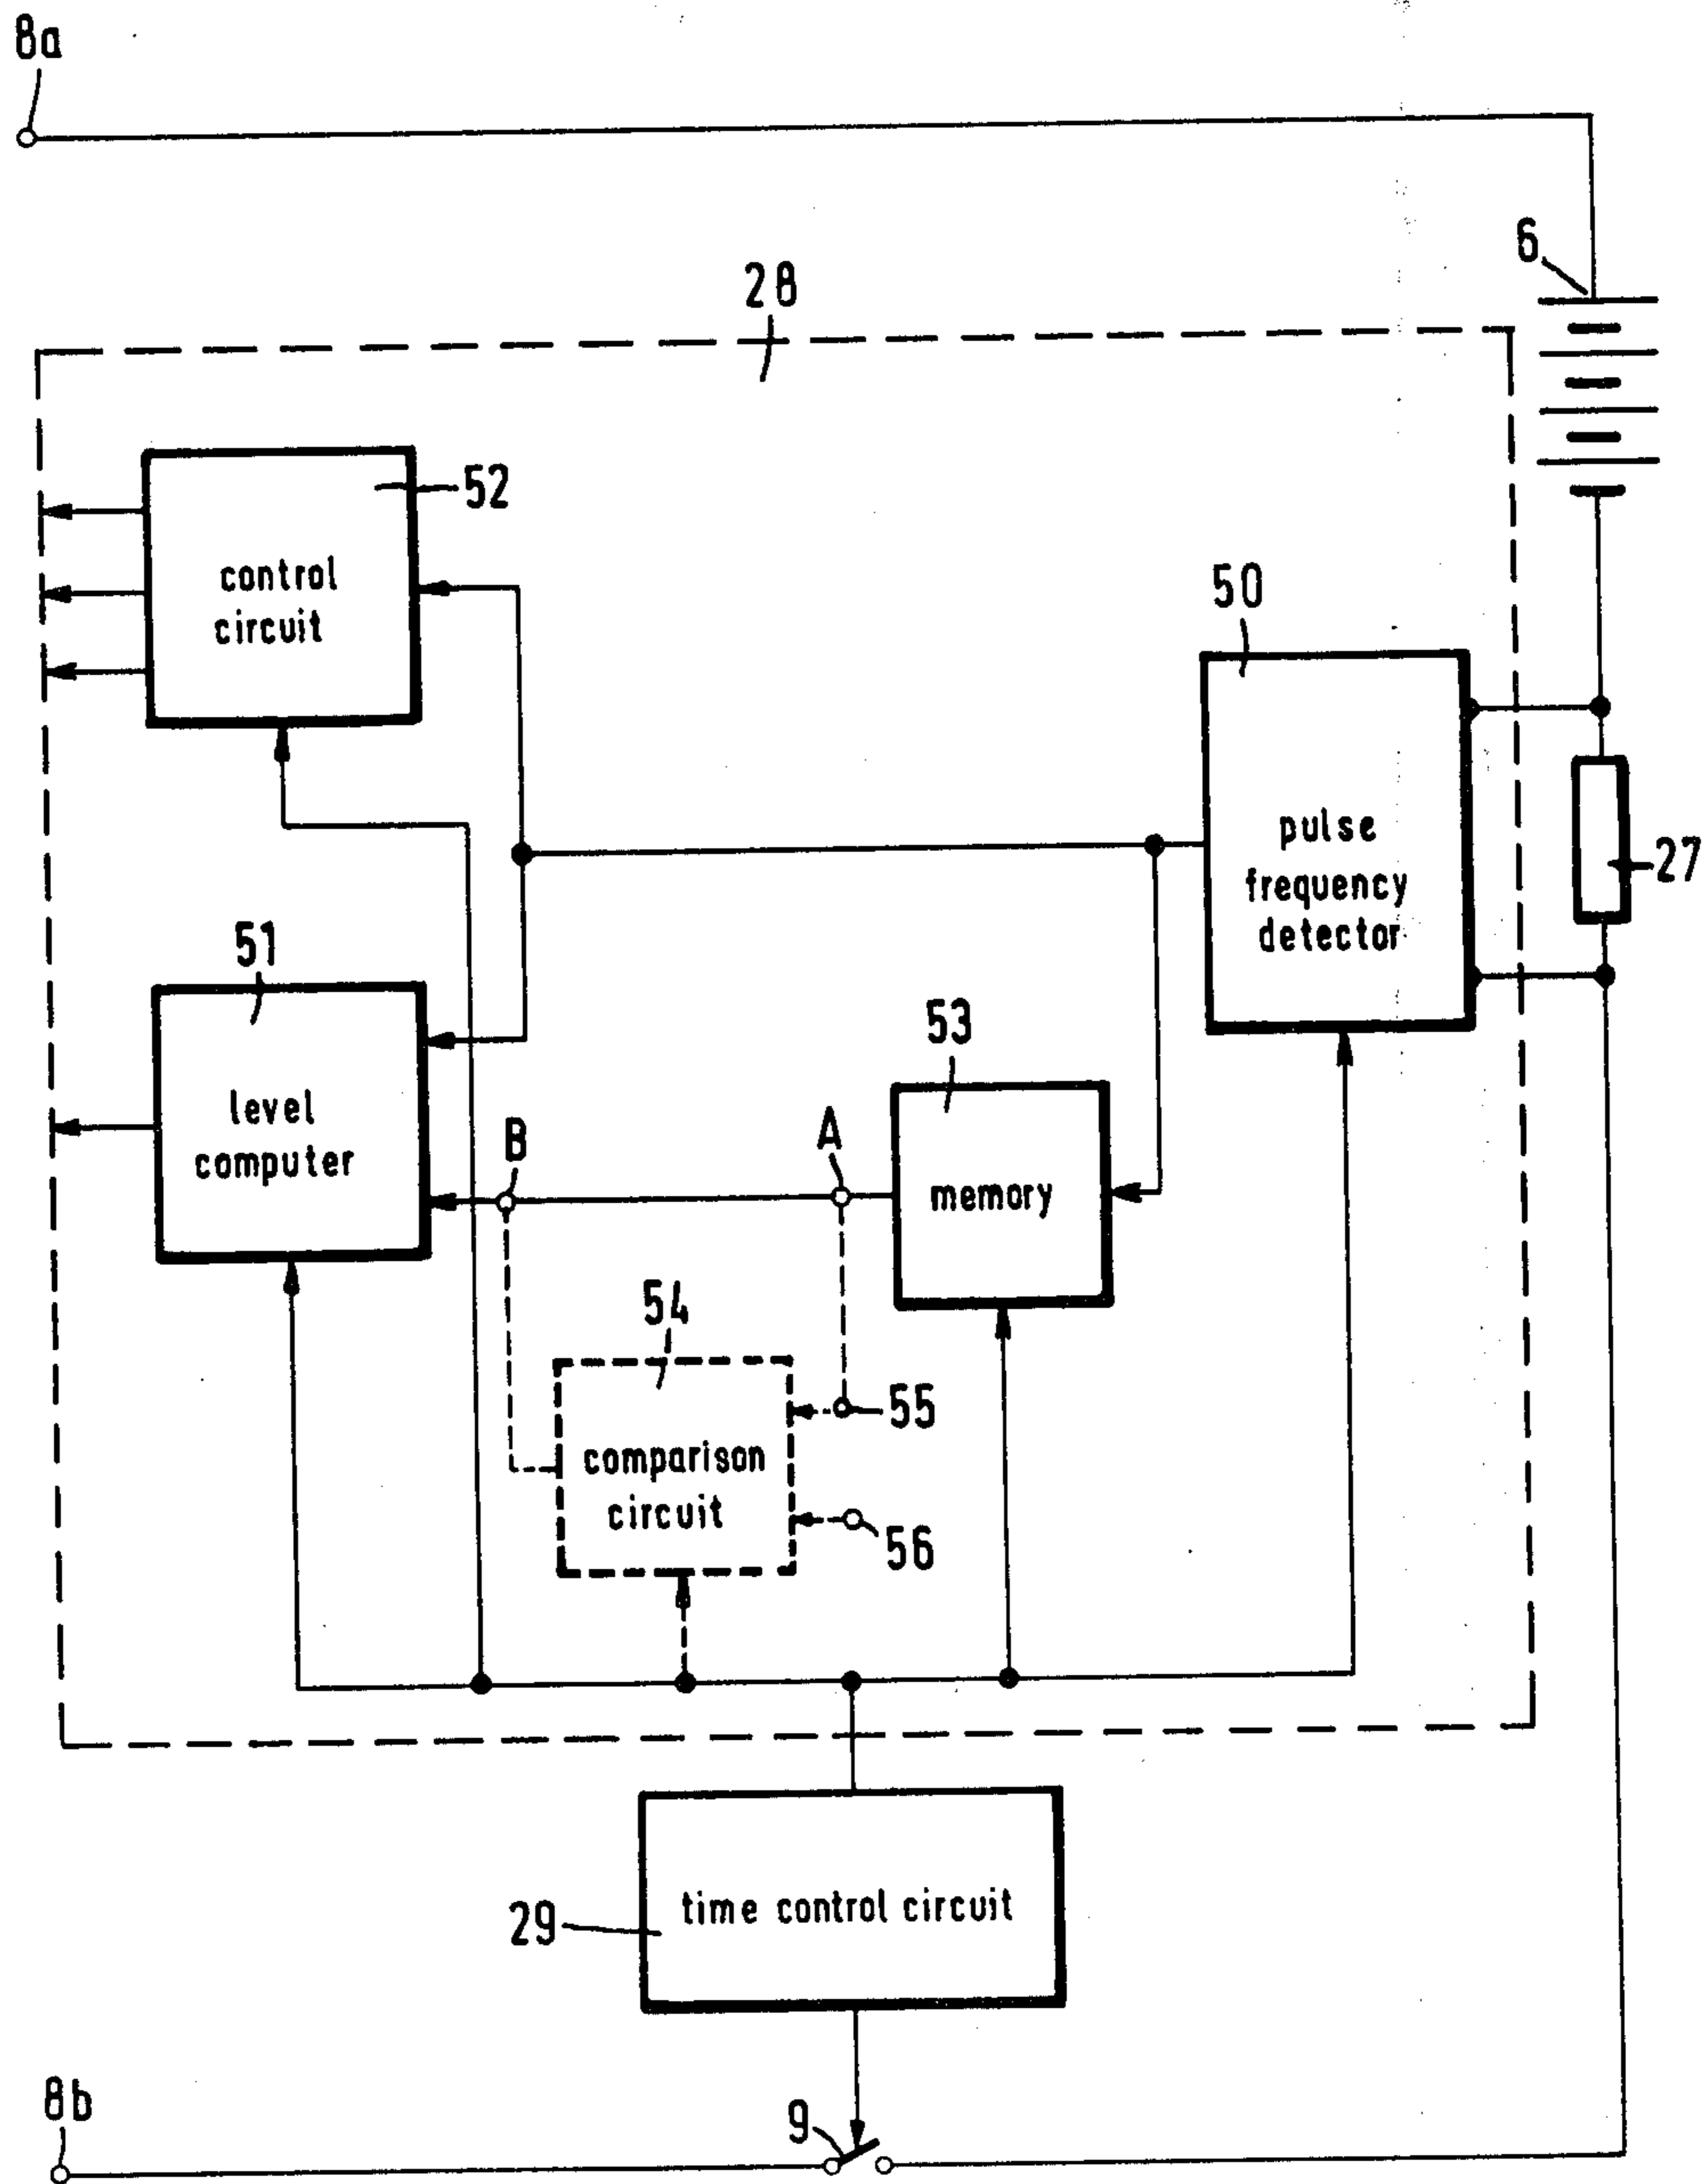 8a
6
28
52
control
circuit
50
pulse
frequency
detector
27
51
53
level
computer
B
A
memory
54
55
comparison
circuit
56
29
time control circuit
8b
9